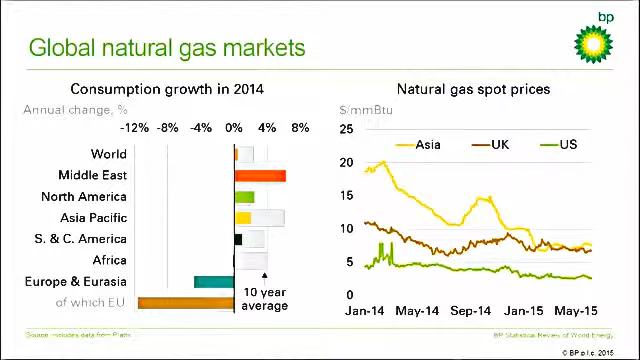 bp
Global natural gas markets
Consumption growth in 2014
Annual change, %
-12% -8% -4% 0% 4% 8%
World
Middle East
North America
Asia Pacific
S. & C. America
Africa
Europe & Eurasia
of which EU
10 year
average
Natural gas spot prices
$/mmBtu
25
20
15
10
5
0
Asia UK US
Jan-14 May-14 Sep-14 Jan-15 May-15
Source: Includes data from Platts
BP Statistical Review of World Energy
© BP p.l.c. 2015